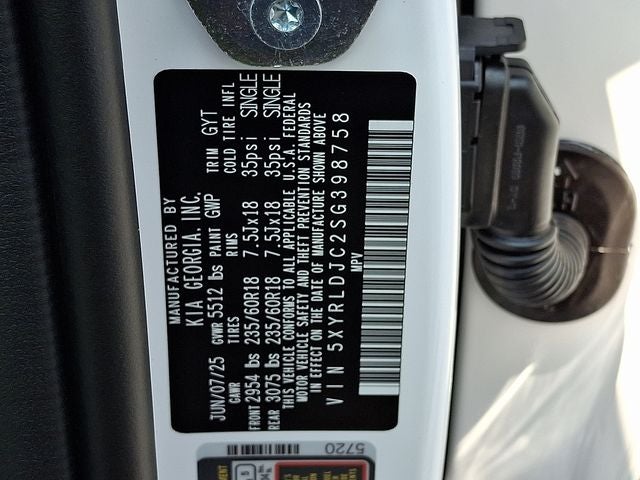 MANUFACTURED BY
KIA GEORGIA, INC.
JUN/07/25 GVWR 5512 lbs PAINT GWP TRIM GYT
GAWR TIRES RIMS COLD TIRE INFL
FRONT 2954 lbs 235/60R18 7.5Jx18 35psi SINGLE
REAR 3075 lbs 235/60R18 7.5Jx18 35psi SINGLE
THIS VEHICLE CONFORMS TO ALL APPLICABLE U.S.A. FEDERAL
MOTOR VEHICLE SAFETY AND THEFT PREVENTION STANDARDS
IN EFFECT ON THE DATE OF MANUFACTURE SHOWN ABOVE
VIN 5XYRLDJC2SG398758
MPV
5720